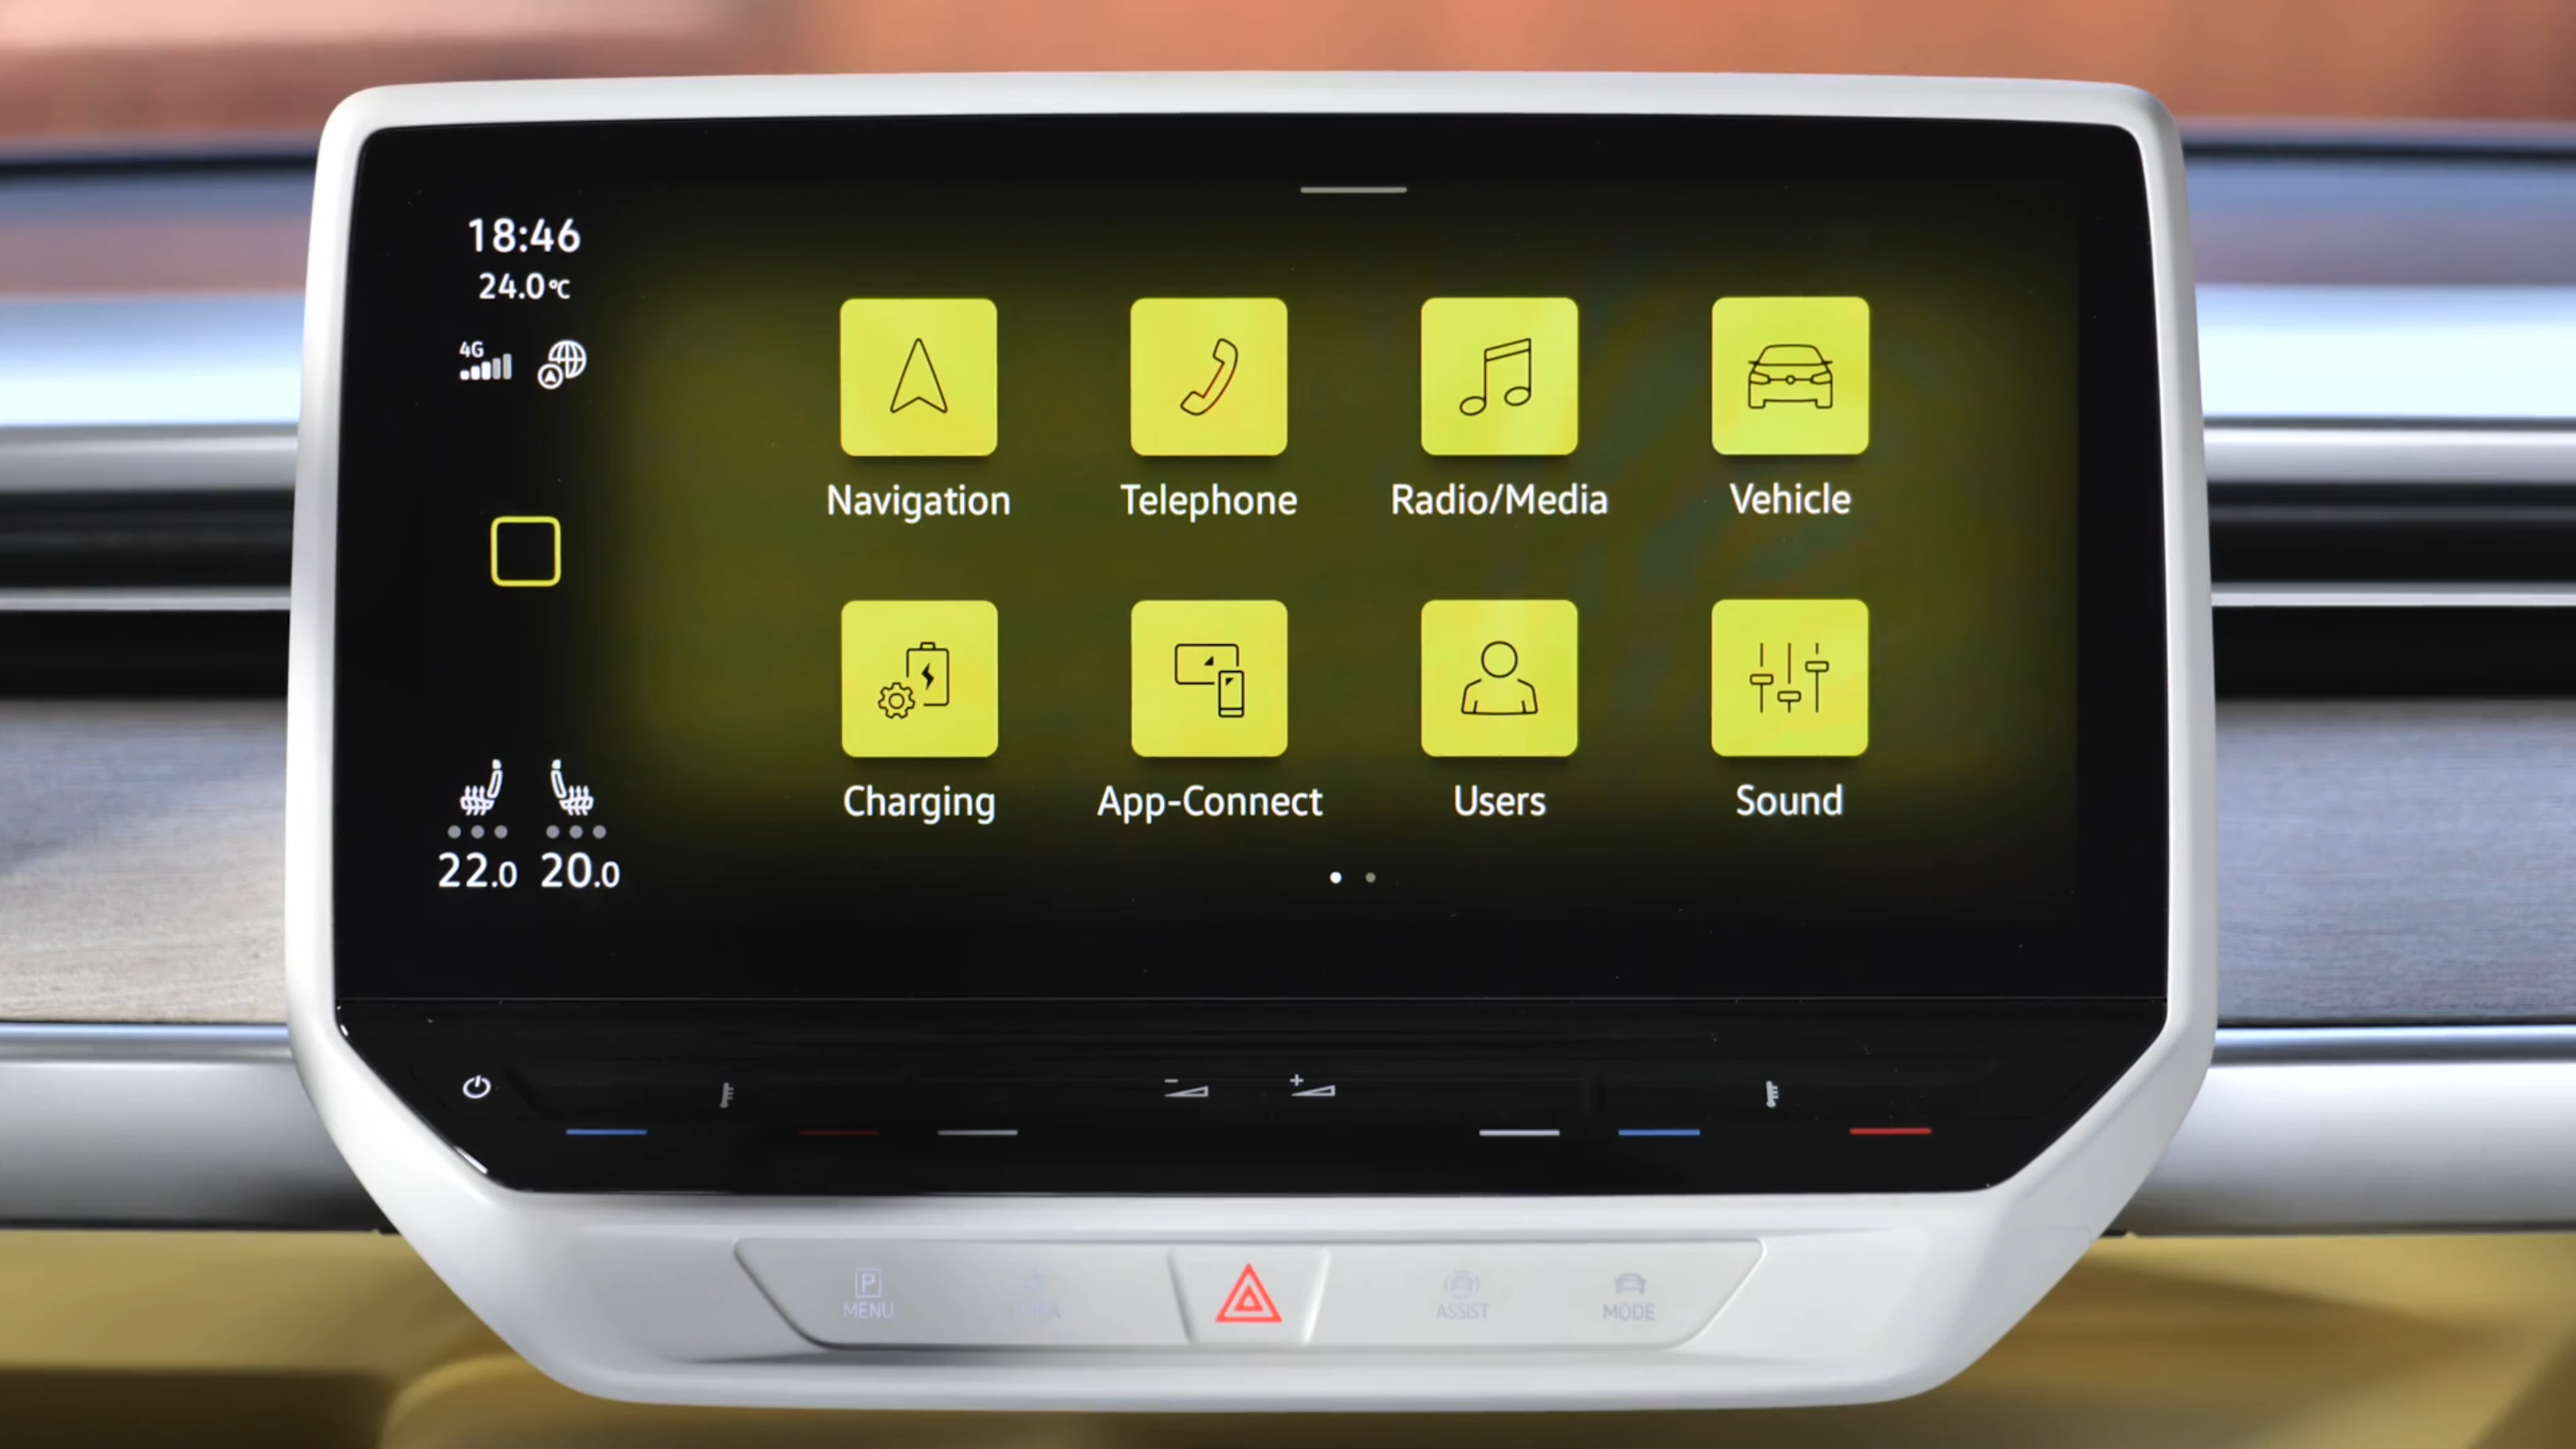 18:46
24.0°C
4G
Navigation
Telephone
Radio/Media
Vehicle
Charging
App-Connect
Users
Sound
22.0
20.0
P
MENU
ASSIST
MODE